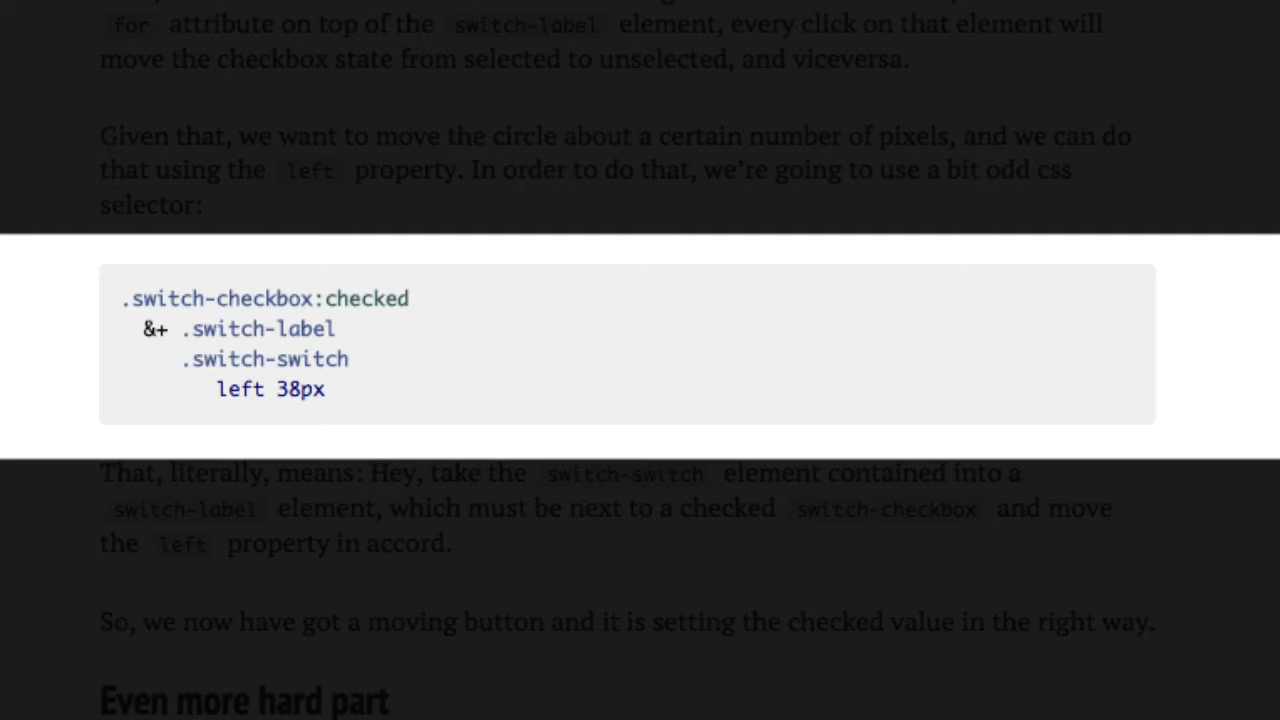 for attribute on top of the switch-label element, every click on that element will
move the checkbox state from selected to unselected, and viceversa.
Given that, we want to move the circle about a certain number of pixels, and we can do
that using the left property. In order to do that, we're going to use a bit odd css
selector:
.switch-checkbox:checked
&+ .switch-label
.switch-switch
left 38px
That, literally, means: Hey, take the switch-switch element contained into a
switch-label element, which must be next to a checked switch-checkbox and move
the left property in accord.
So, we now have got a moving button and it is setting the checked value in the right way.
Even more hard part